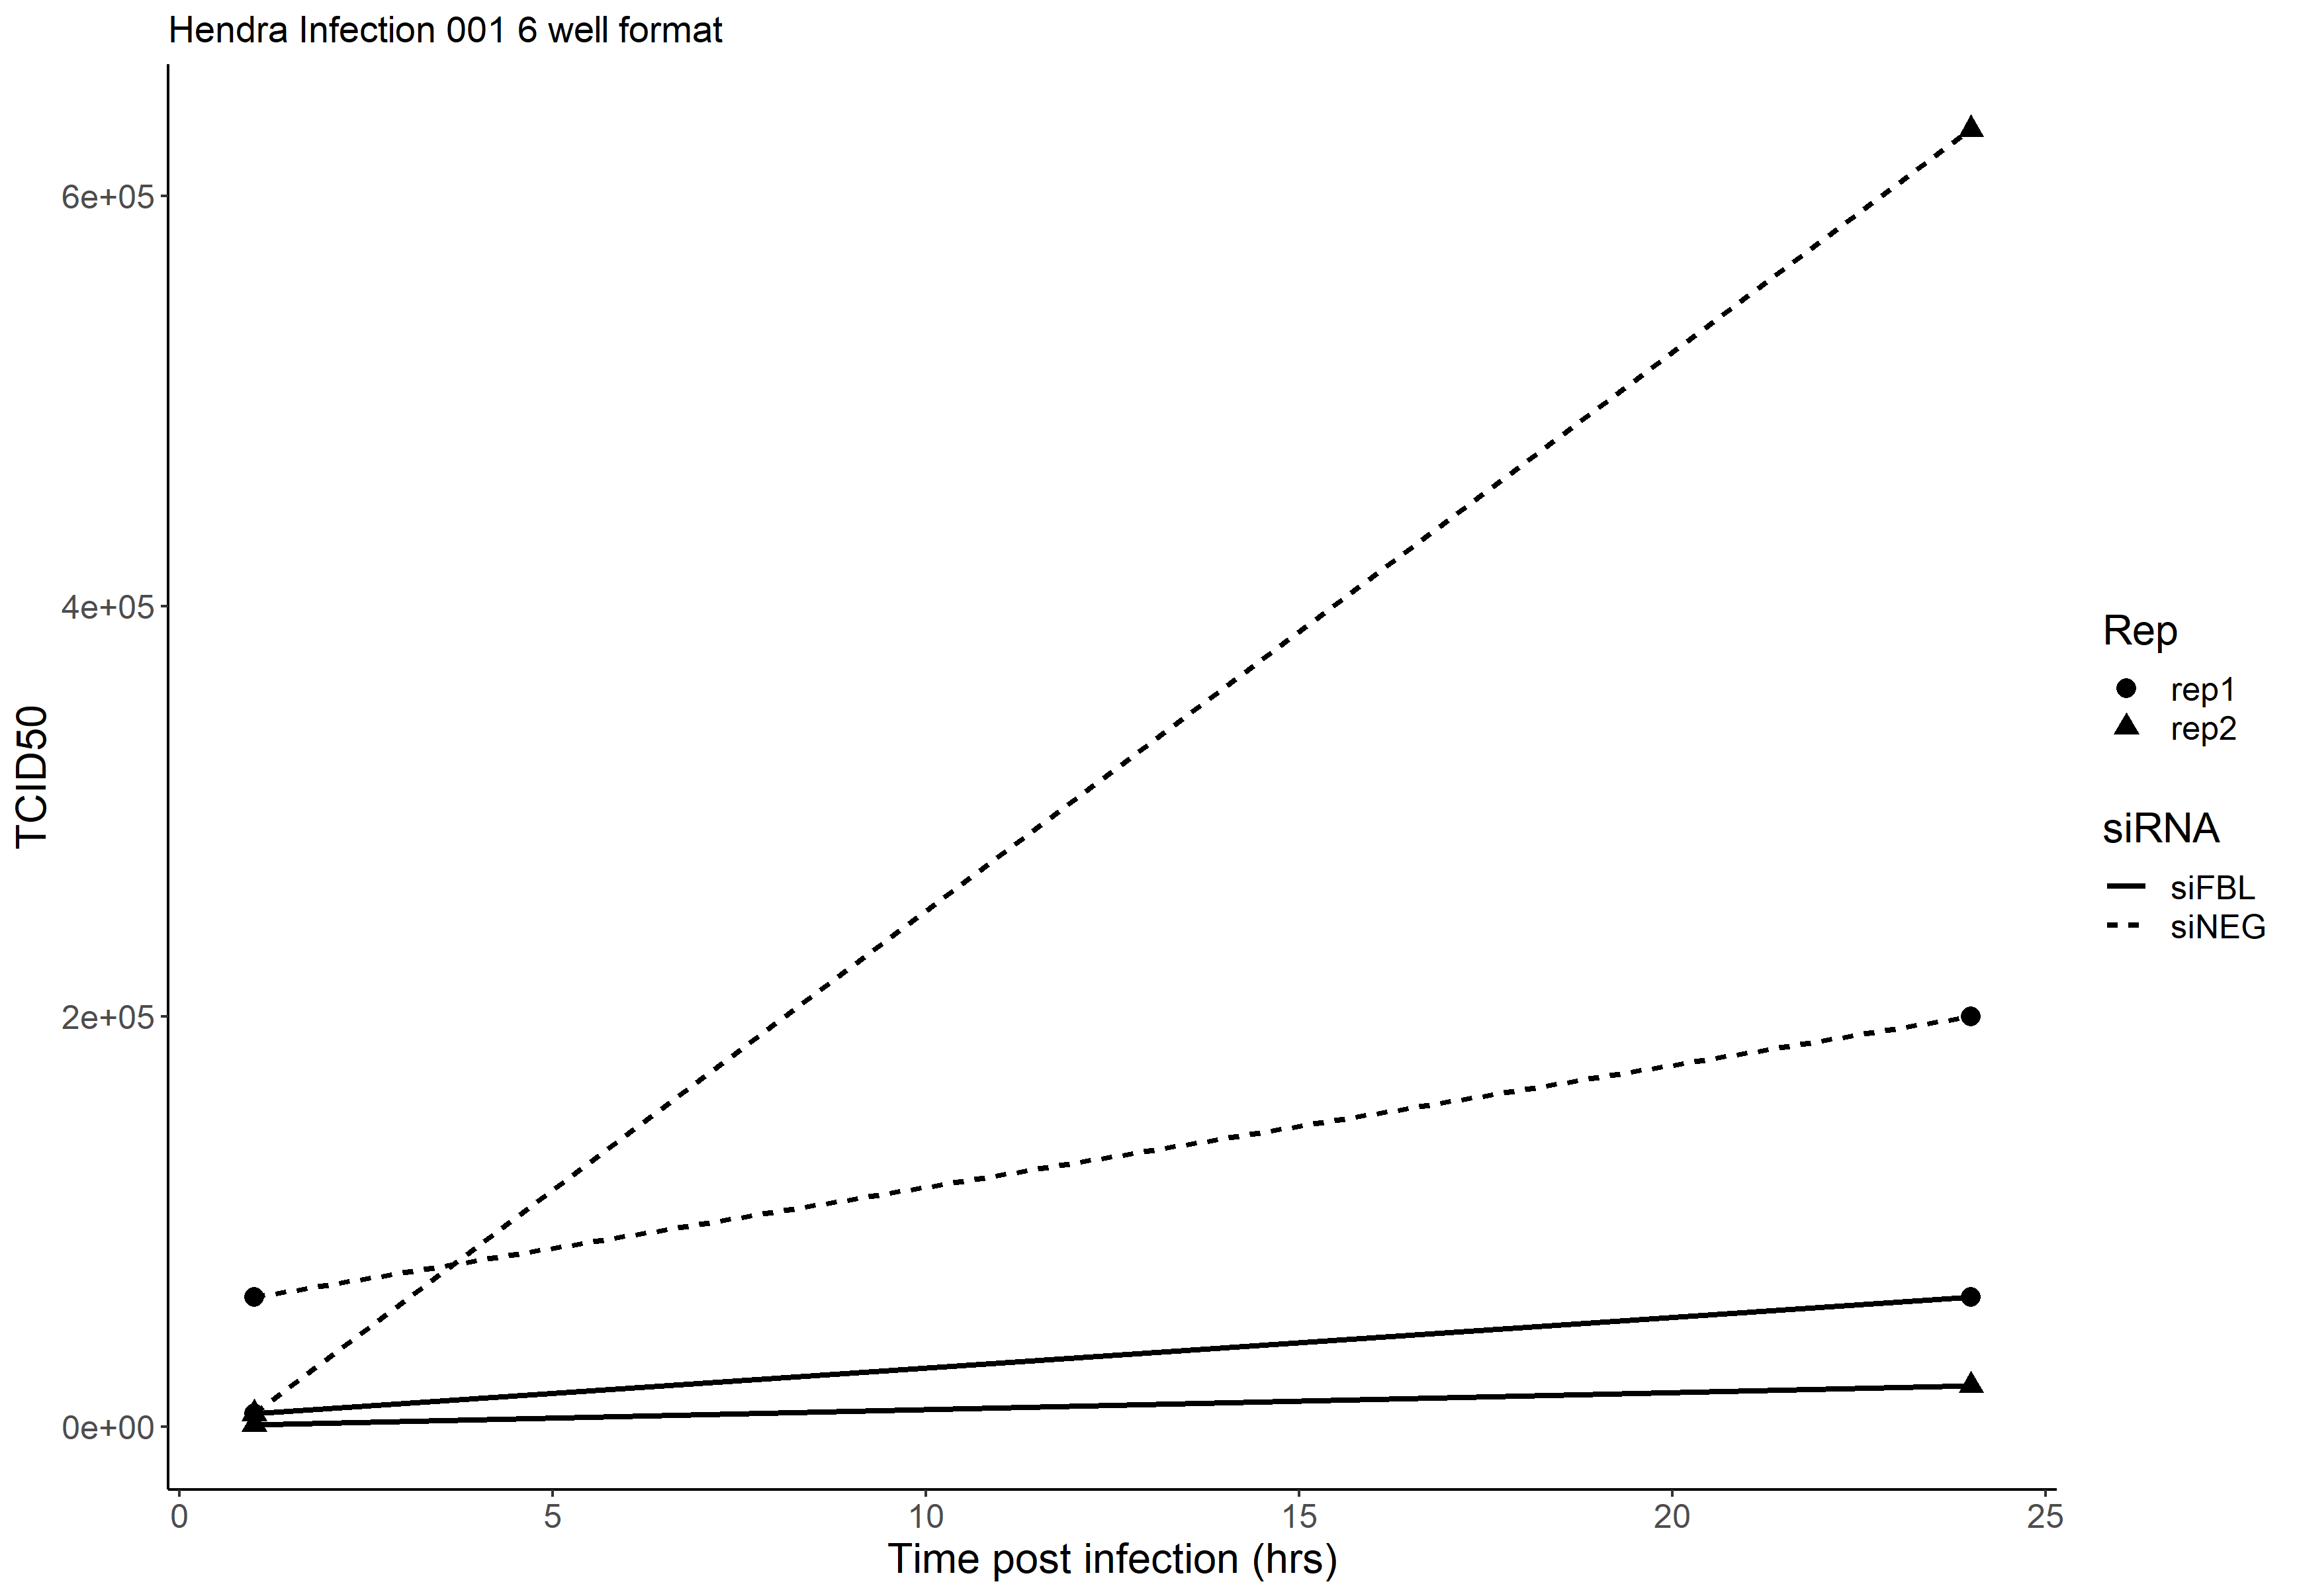 Hendra Infection 001 6 well format
TCID50
6e+05
4e+05
2e+05
0e+00
0 5 10 15 20 25
Time post infection (hrs)
Rep
rep1
rep2
siRNA
siFBL
siNEG